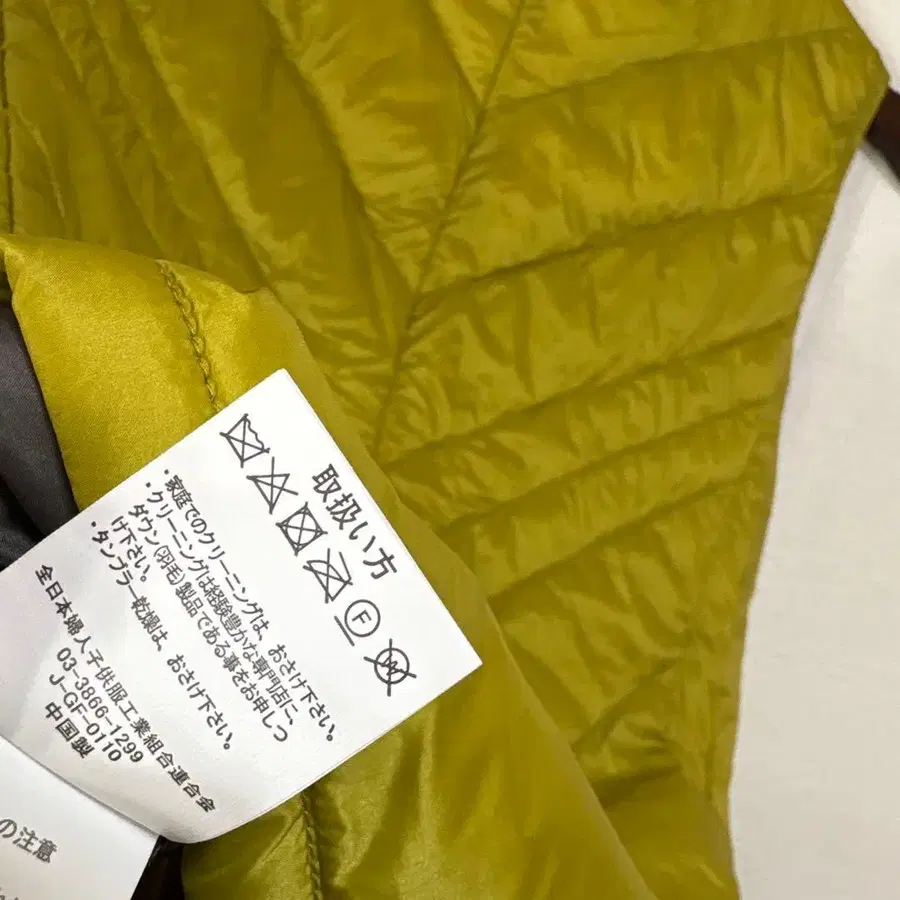 取扱い方
F
W
・家庭でのクリーニングは、おさけ下さい。
・クリーニングは経験豊かな専門店に、
ダウン(羽毛)製品である事をお申しつ
け下さい。
・タンブラー乾燥は、おさけ下さい。
全日本婦人子供服工業組合連合会
03-3866-1299
J-GF-0110
中国製
の注意